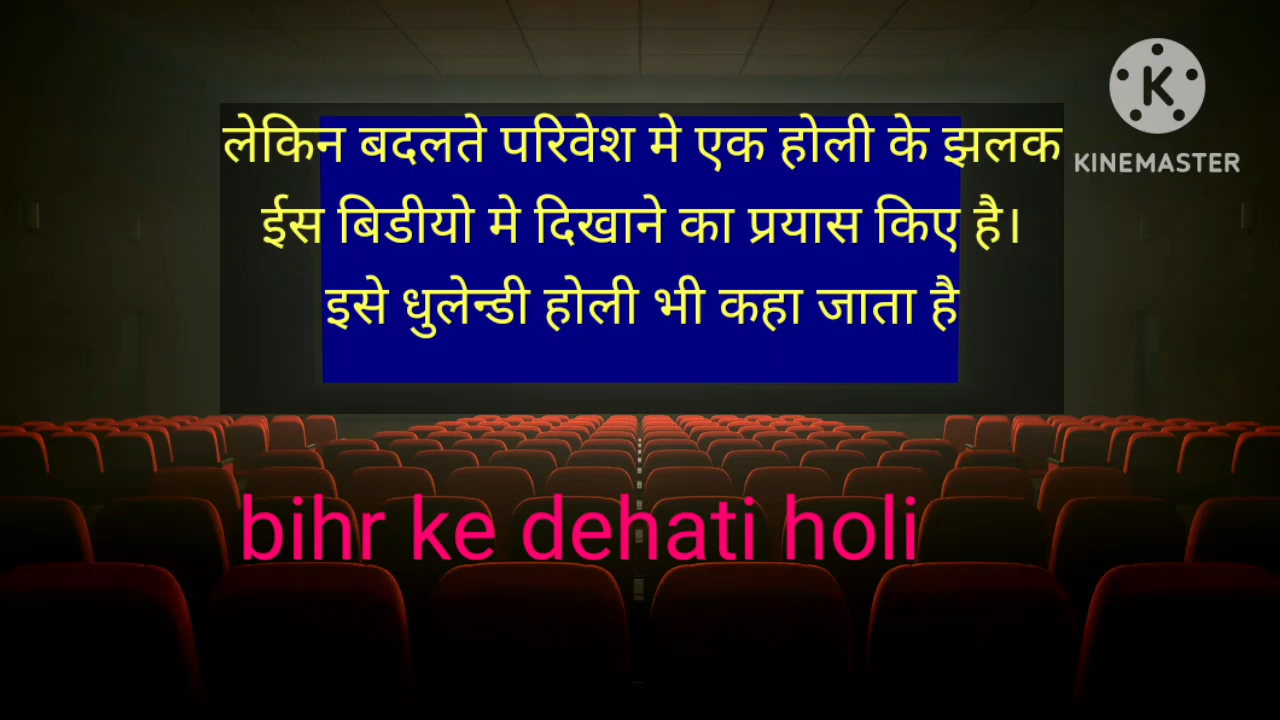 लेकिन बदलते परिवेश मे एक होली के झलक
ईस बिडीयो मे दिखाने का प्रयास किए है।
इसे धुलेन्डी होली भी कहा जाता है
K
KINEMASTER
bihr ke dehati holi